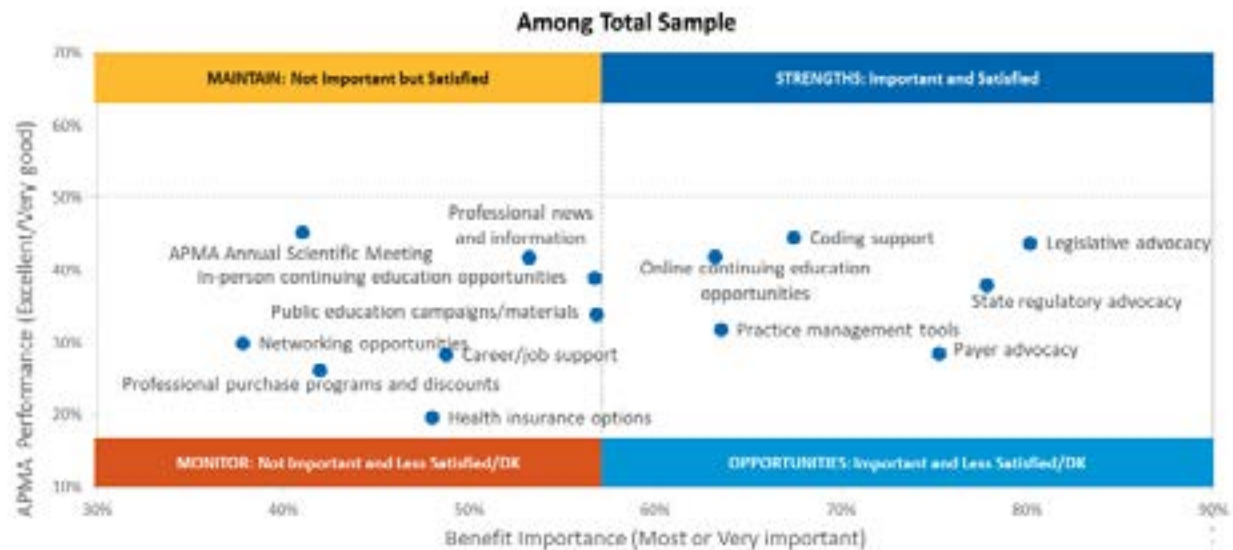 Among Total Sample
70%
MAINTAIN: Not Important but Satisfied
STRENGTHS: Important and Satisfied
60%
50%
Professional news
and information
Coding support
Legislative advocacy
APMA Annual Scientific Meeting
40%
In-person continuing education opportunities
Online continuing education
opportunities
State regulatory advocacy
Public education campaigns/materials
30%
Networking opportunities
Career/job support
Practice management tools
Payer advocacy
Professional purchase programs and discounts
20%
Health insurance options
MONITOR: Not Important and Less Satisfied/DK
OPPORTUNITIES: Important and Less Satisfied/DK
10%
30%
40%
50%
60%
70%
80%
90%
APMA Performance (Excellent/Very good)
Benefit Importance (Most or Very important)